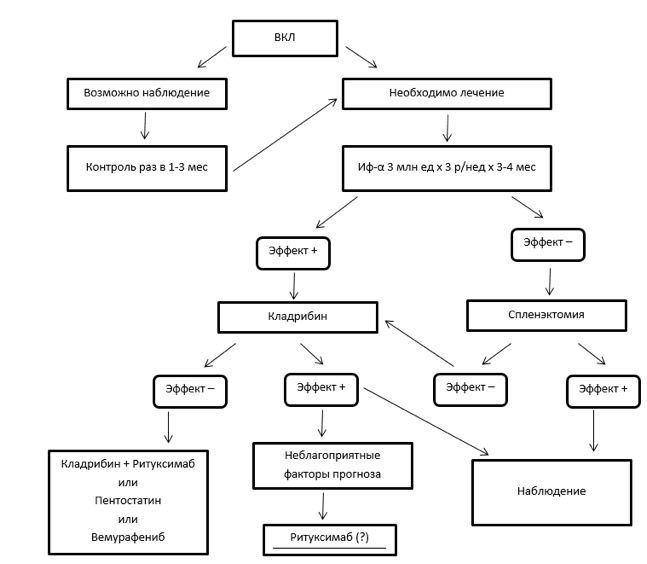 ВКЛ
Возможно наблюдение
Необходимо лечение
Контроль раз в 1-3 мес
Иф-α 3 млн ед х 3 р/нед х 3-4 мес
Эффект +
Эффект –
Кладрибин
Спленэктомия
Эффект –
Эффект +
Эффект –
Эффект +
Кладрибин + Ритуксимаб
или
Пентостатин
или
Вемурафениб
Неблагоприятные
факторы прогноза
Наблюдение
Ритуксимаб (?)